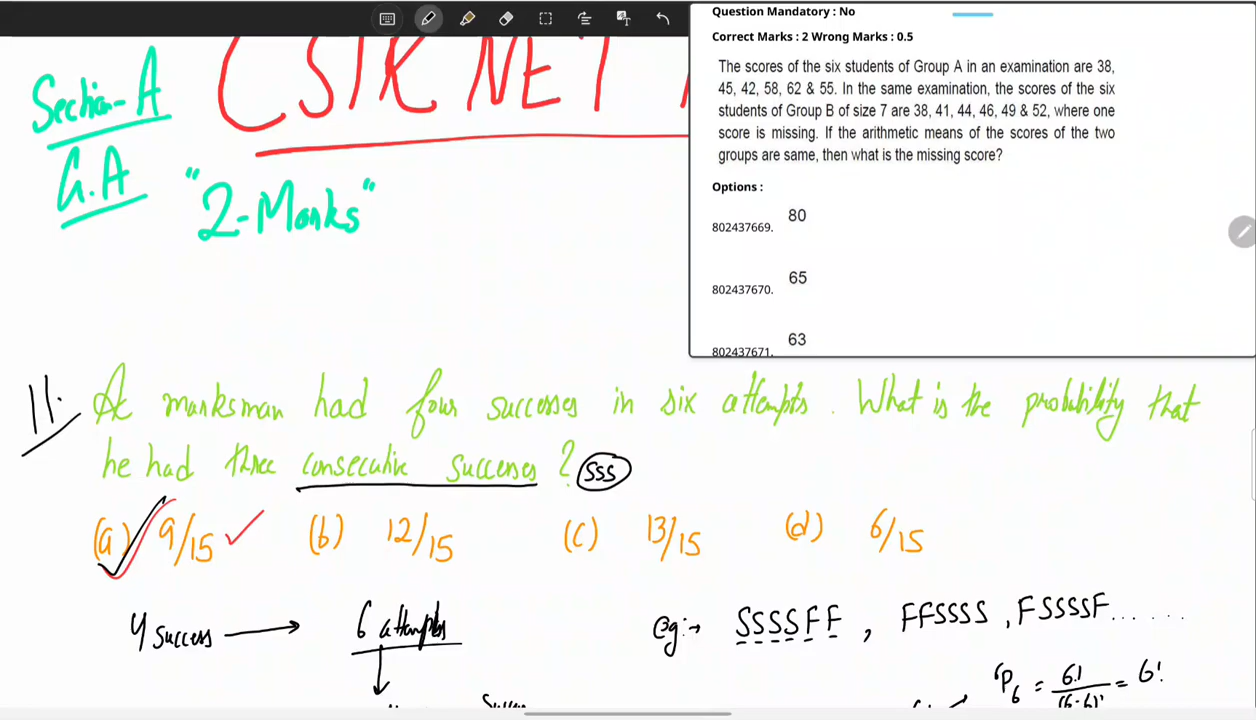 Section-A
CSIR NET
G.A
"2-Marks"
Question Mandatory : No
Correct Marks : 2 Wrong Marks : 0.5
The scores of the six students of Group A in an examination are 38,
45, 42, 58, 62 & 55. In the same examination, the scores of the six
students of Group B of size 7 are 38, 41, 44, 46, 49 & 52, where one
score is missing. If the arithmetic means of the scores of the two
groups are same, then what is the missing score?
Options :
80
802437669.
65
802437670.
63
802437671.
11. A marksman had four successes in six attempts. What is the probability that
he had three consecutive successes? SSS
(a) 9/15 (b) 12/15 (c) 13/15 (d) 6/15
4 success → 6 attempts
eg:→ SSSSFF, FFSSSS, FSSSSF......
6P6 = 6!/(6-6)! = 6!